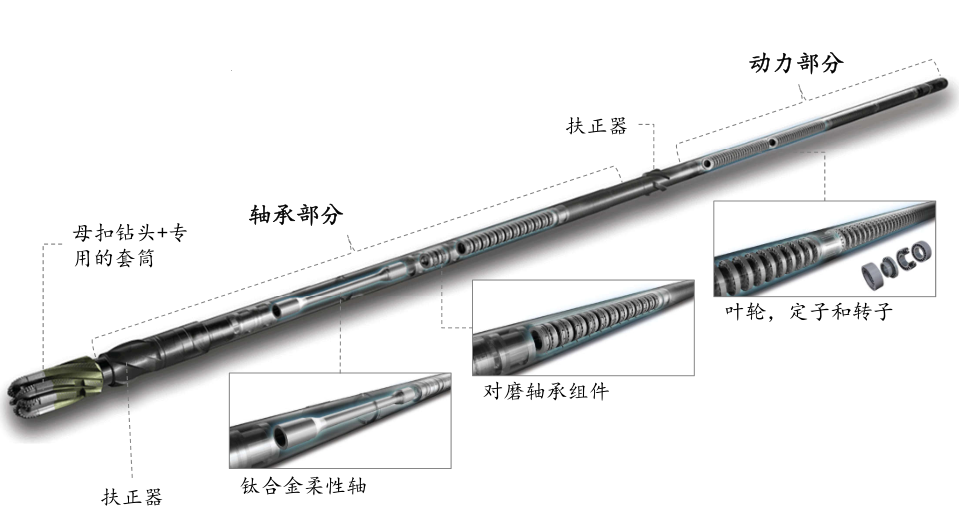 动力部分
扶正器
轴承部分
母扣钻头+专
用的套筒
叶轮，定子和转子
对磨轴承组件
钛合金柔性轴
扶正器